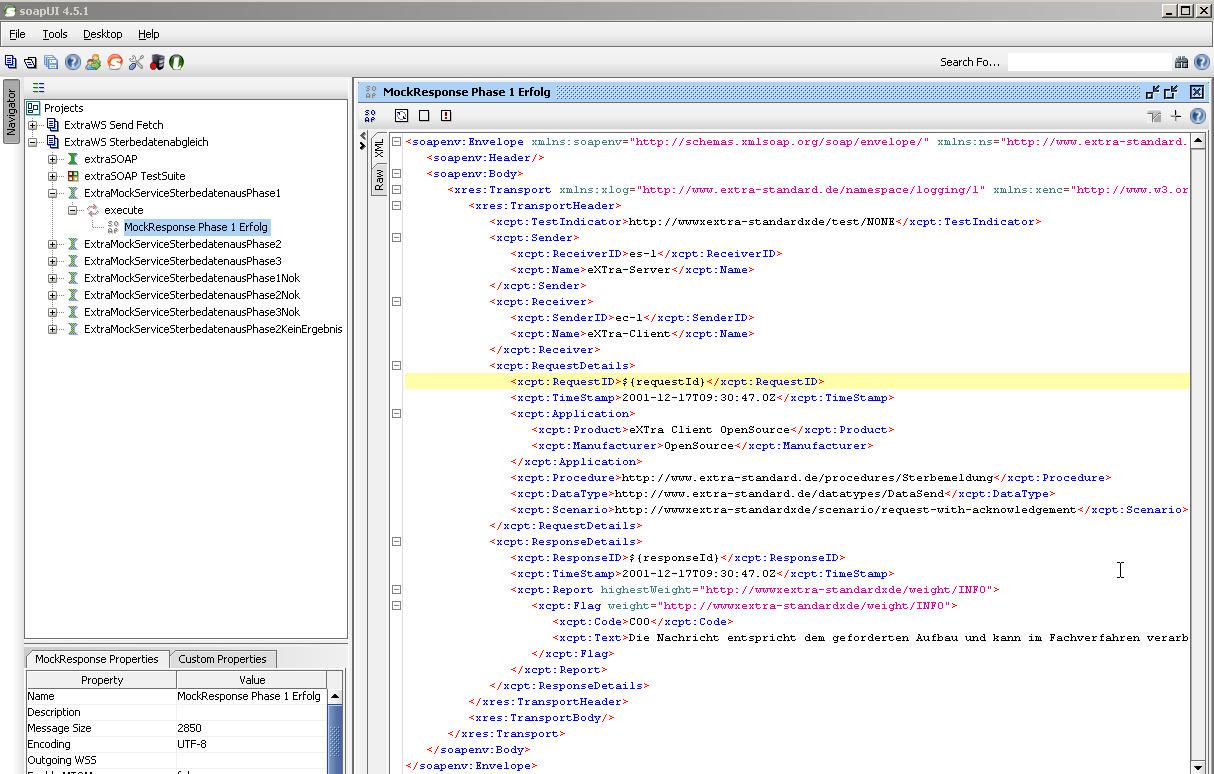 soapUI 4.5.1
File Tools Desktop Help
Search Fo...
Navigator
Projects
ExtraWS Send Fetch
ExtraWS Sterbedatenabgleich
extraSOAP
extraSOAP TestSuite
ExtraMockServiceSterbedatenausPhase1
execute
MockResponse Phase 1 Erfolg
ExtraMockServiceSterbedatenausPhase2
ExtraMockServiceSterbedatenausPhase3
ExtraMockServiceSterbedatenausPhase1Nok
ExtraMockServiceSterbedatenausPhase2Nok
ExtraMockServiceSterbedatenausPhase3Nok
ExtraMockServiceSterbedatenausPhase2KeinErgebnis
MockResponse Properties Custom Properties
Property Value
Name MockResponse Phase 1 Erfolg
Description
Message Size 2850
Encoding UTF-8
Outgoing WSS
MockResponse Phase 1 Erfolg
SO AP
XML
Raw
<soapenv:Envelope xmlns:soapenv="http://schemas.xmlsoap.org/soap/envelope/" xmlns:ns="http://www.extra-standard.
<soapenv:Header/>
<soapenv:Body>
<xres:Transport xmlns:xlog="http://www.extra-standard.de/namespace/logging/1" xmlns:xenc="http://www.w3.or
<xres:TransportHeader>
<xcpt:TestIndicator>http://wwwxextra-standardxde/test/NONE</xcpt:TestIndicator>
<xcpt:Sender>
<xcpt:ReceiverID>es-1</xcpt:ReceiverID>
<xcpt:Name>eXTra-Server</xcpt:Name>
</xcpt:Sender>
<xcpt:Receiver>
<xcpt:SenderID>ec-1</xcpt:SenderID>
<xcpt:Name>eXTra-Client</xcpt:Name>
</xcpt:Receiver>
<xcpt:RequestDetails>
<xcpt:RequestID>${requestId}</xcpt:RequestID>
<xcpt:TimeStamp>2001-12-17T09:30:47.0Z</xcpt:TimeStamp>
<xcpt:Application>
<xcpt:Product>eXTra Client OpenSource</xcpt:Product>
<xcpt:Manufacturer>OpenSource</xcpt:Manufacturer>
</xcpt:Application>
<xcpt:Procedure>http://www.extra-standard.de/procedures/Sterbemeldung</xcpt:Procedure>
<xcpt:DataType>http://www.extra-standard.de/datatypes/DataSend</xcpt:DataType>
<xcpt:Scenario>http://wwwxextra-standardxde/scenario/request-with-acknowledgement</xcpt:Scenario>
</xcpt:RequestDetails>
<xcpt:ResponseDetails>
<xcpt:ResponseID>${responseId}</xcpt:ResponseID>
<xcpt:TimeStamp>2001-12-17T09:30:47.0Z</xcpt:TimeStamp>
<xcpt:Report highestWeight="http://wwwxextra-standardxde/weight/INFO">
<xcpt:Flag weight="http://wwwxextra-standardxde/weight/INFO">
<xcpt:Code>C00</xcpt:Code>
<xcpt:Text>Die Nachricht entspricht dem geforderten Aufbau und kann im Fachverfahren verarb
</xcpt:Flag>
</xcpt:Report>
</xcpt:ResponseDetails>
</xres:TransportHeader>
<xres:TransportBody/>
</xres:Transport>
</soapenv:Body>
</soapenv:Envelope>